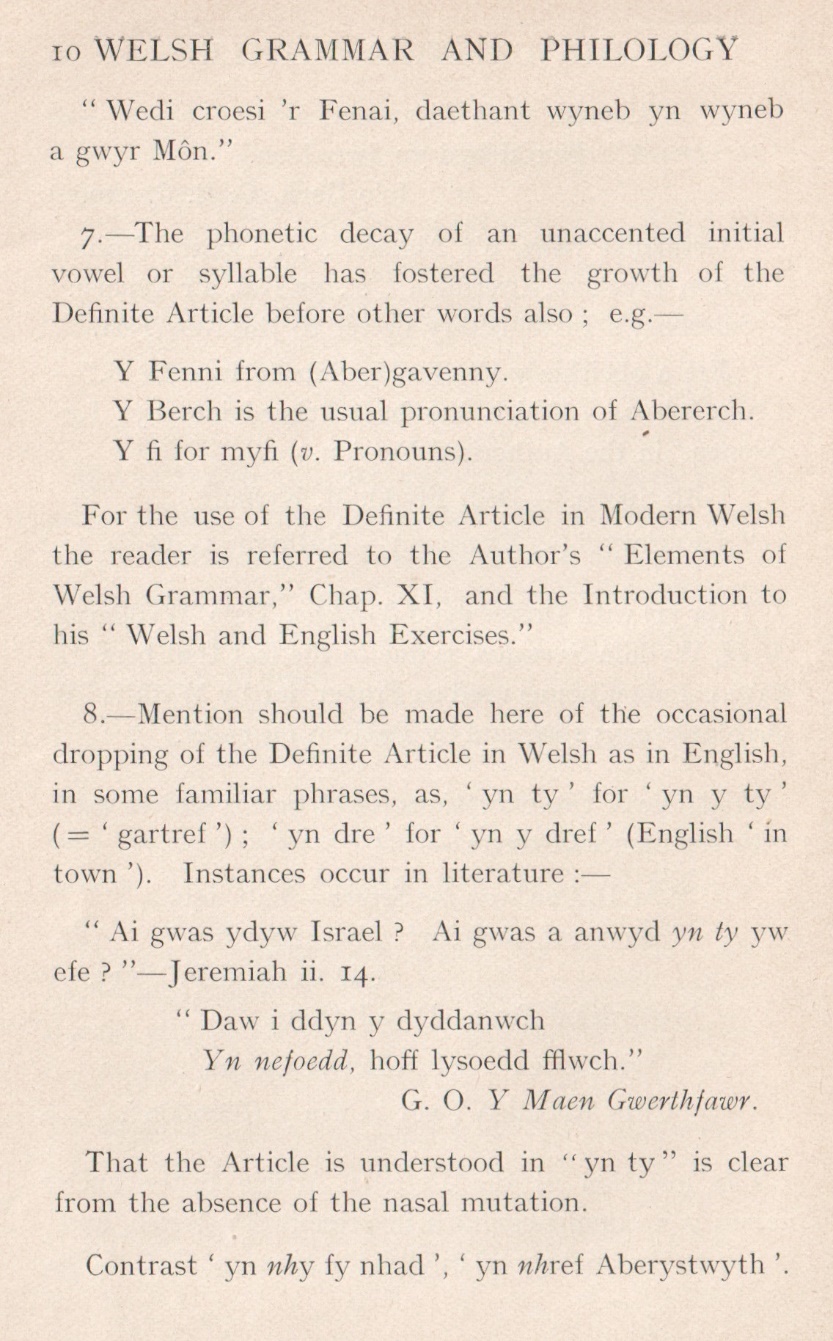 10 WELSH GRAMMAR AND PHILOLOGY
“ Wedi croesi ’r Fenai, daethant wyneb yn wyneb
a gwyr Môn.”
7.—The phonetic decay of an unaccented initial
vowel or syllable has fostered the growth of the
Definite Article before other words also ; e.g.—
Y Fenni from (Aber)gavenny.
Y Berch is the usual pronunciation of Abererch.
Y fi for myfi (v. Pronouns).
For the use of the Definite Article in Modern Welsh
the reader is referred to the Author’s “ Elements of
Welsh Grammar,” Chap. XI, and the Introduction to
his “ Welsh and English Exercises.”
8.—Mention should be made here of the occasional
dropping of the Definite Article in Welsh as in English,
in some familiar phrases, as, ‘ yn ty ’ for ‘ yn y ty ’
(= ‘ gartref ’) ; ‘ yn dre ’ for ‘ yn y dref ’ (English ‘ in
town ’). Instances occur in literature :—
“ Ai gwas ydyw Israel ? Ai gwas a anwyd yn ty yw
efe ? ”—Jeremiah ii. 14.
“ Daw i ddyn y dyddanwch
Yn nefoedd, hoff lysoedd fflwch.”
G. O. Y Maen Gwerthfawr.
That the Article is understood in “ yn ty ” is clear
from the absence of the nasal mutation.
Contrast ‘ yn nhy fy nhad ’, ‘ yn nhref Aberystwyth ’.